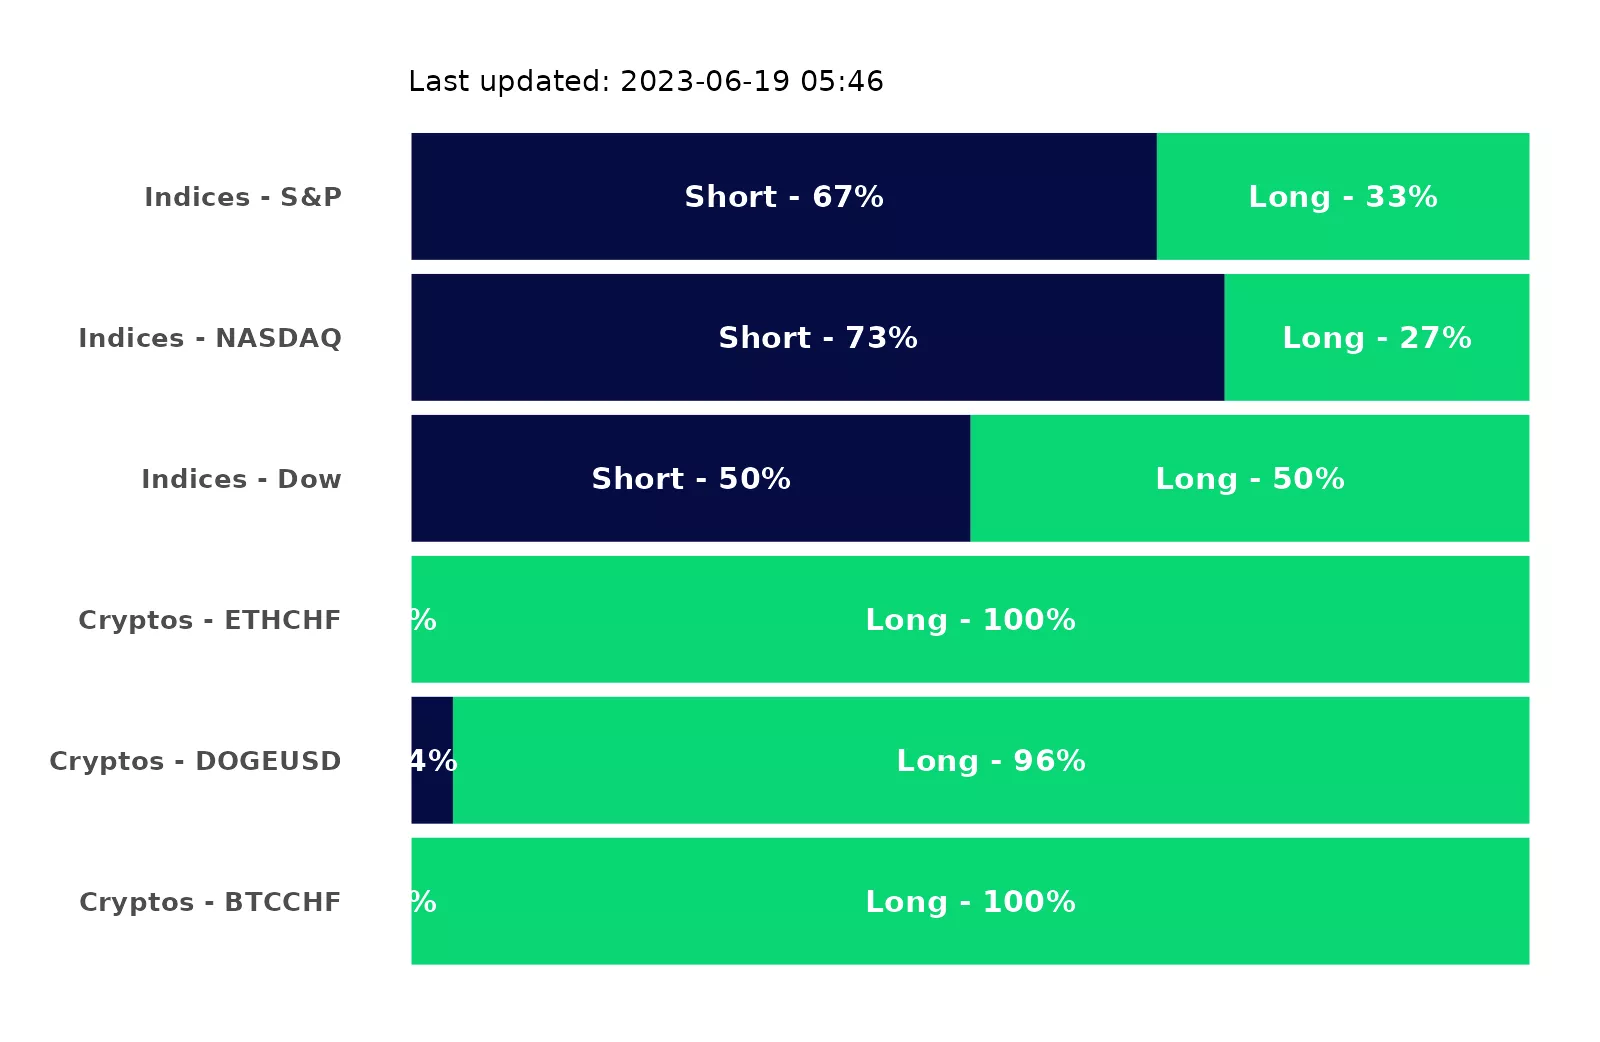 Last updated: 2023-06-19 05:46
Indices - S&P Short - 67% Long - 33%
Indices - NASDAQ Short - 73% Long - 27%
Indices - Dow Short - 50% Long - 50%
Cryptos - ETHCHF % Long - 100%
Cryptos - DOGEUSD 4% Long - 96%
Cryptos - BTCCHF % Long - 100%